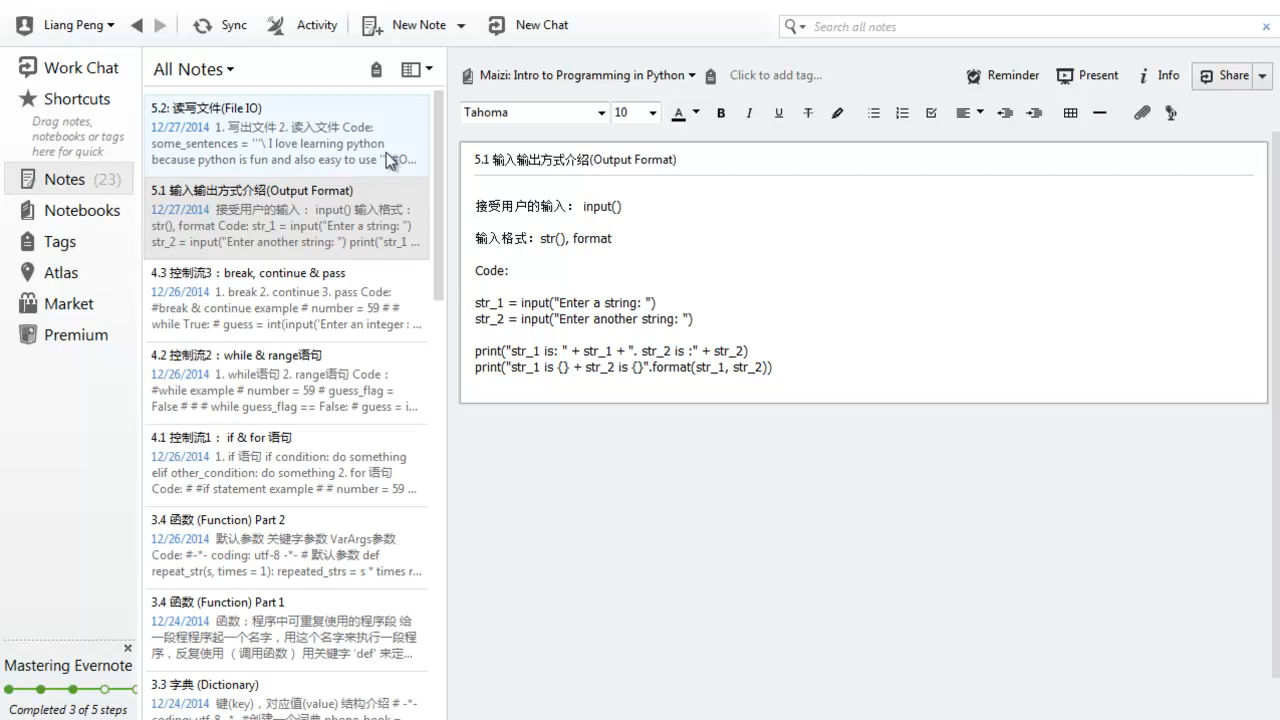 Liang Peng
Sync
Activity
New Note
New Chat
Search all notes
Work Chat
Shortcuts
Drag notes,
notebooks or tags
here for quick
Notes (23)
Notebooks
Tags
Atlas
Market
Premium
Mastering Evernote
Completed 3 of 5 steps
All Notes
5.2: 读写文件(File IO)
12/27/2014 1. 写出文件 2. 读入文件 Code:
some_sentences = '''\ I love learning python
because python is fun and also easy to use
5.1 输入输出方式介绍(Output Format)
12/27/2014 接受用户的输入： input() 输入格式：
str(), format Code: str_1 = input("Enter a string: ")
str_2 = input("Enter another string: ") print("str_1 ...
4.3 控制流3：break, continue & pass
12/26/2014 1. break 2. continue 3. pass Code:
#break & continue example # number = 59 # #
while True: # guess = int(input('Enter an integer : ...
4.2 控制流2：while & range语句
12/26/2014 1. while语句 2. range语句 Code：
#while example # number = 59 # guess_flag =
False # # # while guess_flag == False: # guess = i...
4.1 控制流1： if & for 语句
12/26/2014 1. if 语句 if condition: do something
elif other_condition: do something 2. for 语句
Code: # #if statement example # # number = 59 ...
3.4 函数 (Function) Part 2
12/26/2014 默认参数 关键字参数 VarArgs参数
Code: #-*- coding: utf-8 -*- # 默认参数 def
repeat_str(s, times = 1): repeated_strs = s * times r...
3.4 函数 (Function) Part 1
12/24/2014 函数：程序中可重复使用的程序段 给
一段程程序起一个名字，用这个名字来执行一段程
序，反复使用 （调用函数） 用关键字 'def' 来定...
3.3 字典 (Dictionary)
12/24/2014 键(key)，对应值(value) 结构介绍 # -*-
coding: utf-8 -*- #创建一个词典 phone_book =
Maizi: Intro to Programming in Python
Click to add tag...
Reminder
Present
Info
Share
Tahoma
10
A B I U T
5.1 输入输出方式介绍(Output Format)
接受用户的输入： input()
输入格式：str(), format
Code:
str_1 = input("Enter a string: ")
str_2 = input("Enter another string: ")
print("str_1 is: " + str_1 + ". str_2 is :" + str_2)
print("str_1 is {} + str_2 is {}".format(str_1, str_2))